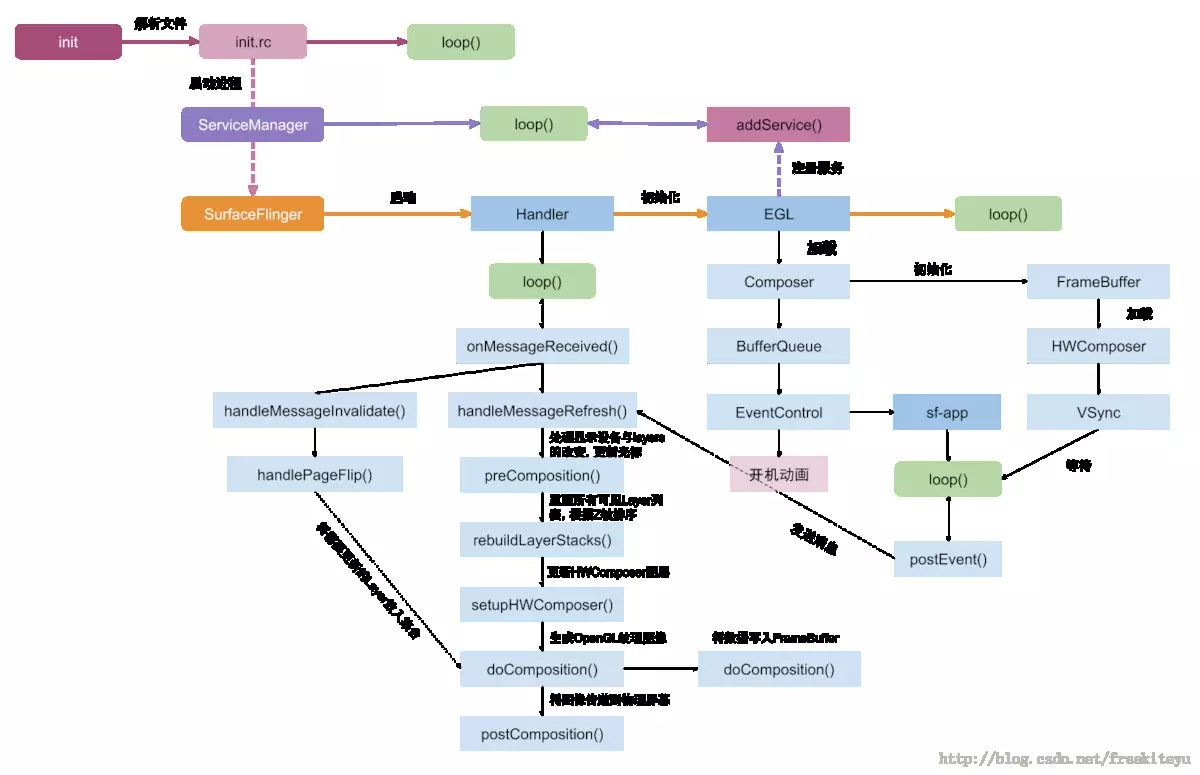 解析文件
init
init.rc
loop()
启动进程
ServiceManager
loop()
addService()
注册服务
SurfaceFlinger
启动
Handler
初始化
EGL
loop()
加载
loop()
Composer
初始化
FrameBuffer
加载
onMessageReceived()
BufferQueue
HWComposer
handleMessageInvalidate()
handleMessageRefresh()
EventControl
sf-app
VSync
处理显示设备与layers
的改变，更新光标
handlePageFlip()
preComposition()
开机动画
loop()
等待
重建所有可见Layer列
表，根据Z轴排序
rebuildLayerStacks()
发送消息
postEvent()
更新HWComposer图层
将需要更新的Layer放入集合
setupHWComposer()
生成OpenGL纹理图像
将数据写入FrameBuffer
doComposition()
doComposition()
将图像传递到物理屏幕
postComposition()
http://blog.csdn.net/freekiteyu